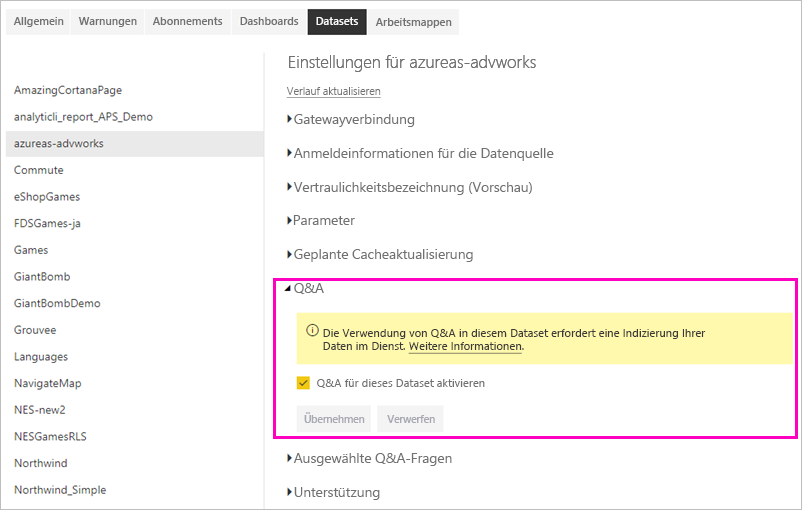 Allgemein Warnungen Abonnements Dashboards Datasets Arbeitsmappen
AmazingCortanaPage
analyticli_report_APS_Demo
azureas-advworks
Commute
eShopGames
FDSGames-ja
Games
GiantBomb
GiantBombDemo
Grouvee
Languages
NavigateMap
NES-new2
NESGamesRLS
Northwind
Northwind_Simple
Einstellungen für azureas-advworks
Verlauf aktualisieren
Gatewayverbindung
Anmeldeinformationen für die Datenquelle
Vertraulichkeitsbezeichnung (Vorschau)
Parameter
Geplante Cacheaktualisierung
Q&A
Die Verwendung von Q&A in diesem Dataset erfordert eine Indizierung Ihrer
Daten im Dienst. Weitere Informationen.
Q&A für dieses Dataset aktivieren
Übernehmen Verwerfen
Ausgewählte Q&A-Fragen
Unterstützung